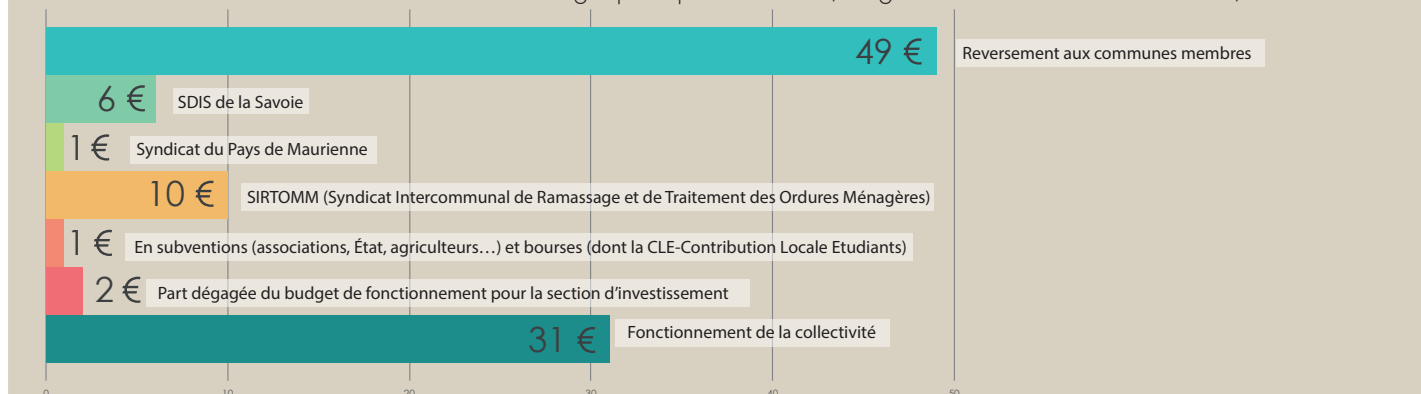 49 € Reversement aux communes membres
6 € SDIS de la Savoie
1 € Syndicat du Pays de Maurienne
10 € SIRTOMM (Syndicat Intercommunal de Ramassage et de Traitement des Ordures Ménagères)
1 € En subventions (associations, État, agriculteurs…) et bourses (dont la CLE-Contribution Locale Etudiants)
2 € Part dégagée du budget de fonctionnement pour la section d’investissement
31 € Fonctionnement de la collectivité
0 10 20 30 40 50